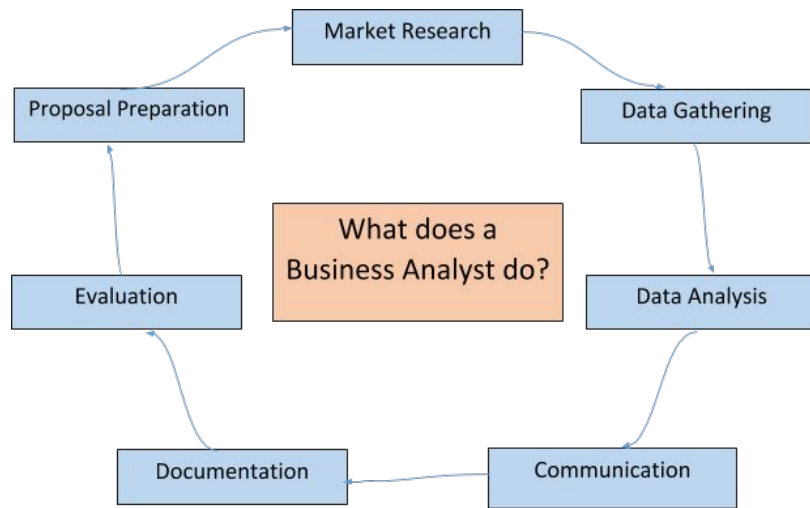 Market Research
Proposal Preparation
Data Gathering
What does a
Business Analyst do?
Evaluation
Data Analysis
Documentation
Communication